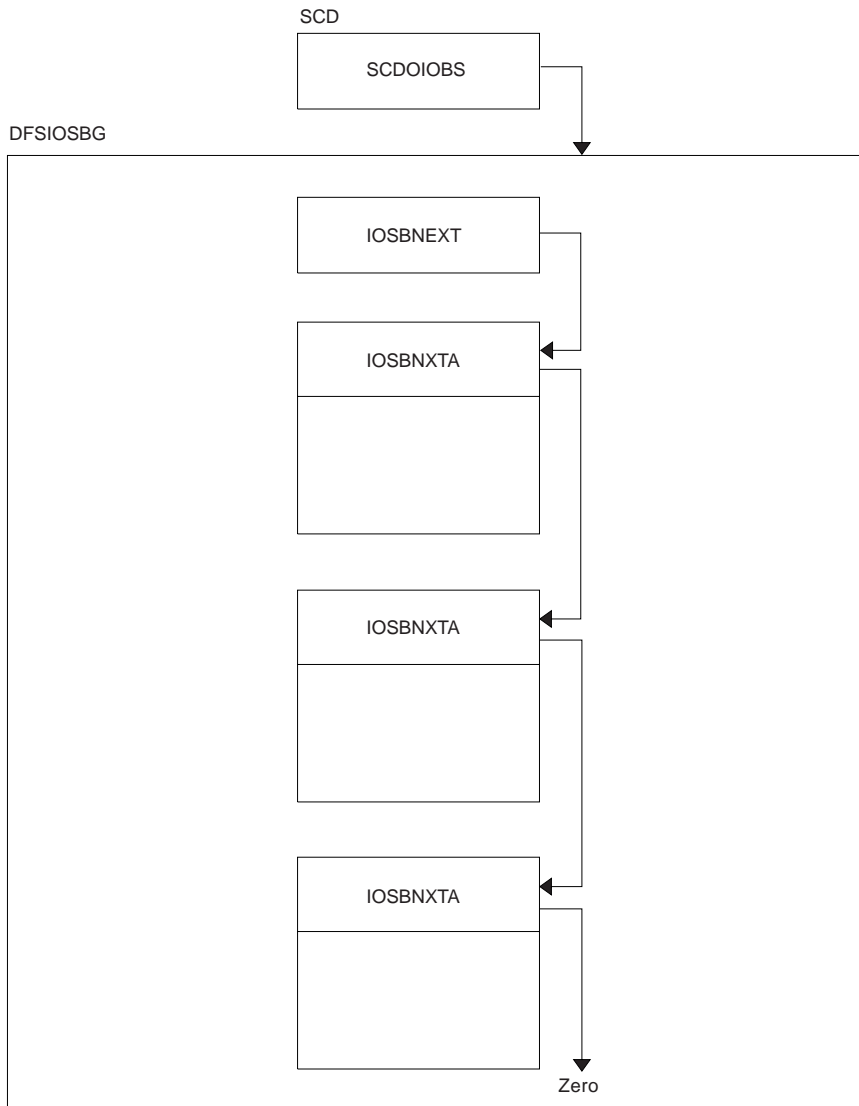 SCD
SCDOIOBS
DFSIOSBG
IOSBNEXT
IOSBNXTA
IOSBNXTA
IOSBNXTA
Zero